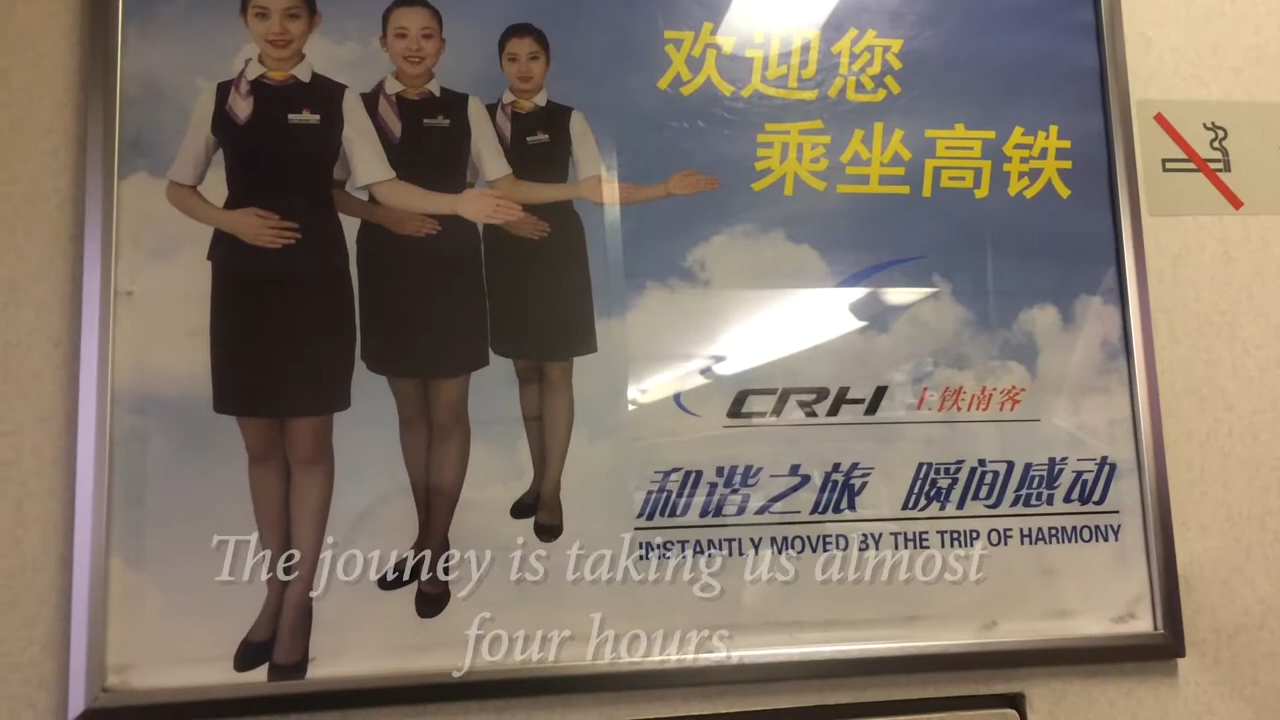 欢迎您
乘坐高铁
CRH 上铁南客
和谐之旅 瞬间感动
INSTANTLY MOVED BY THE TRIP OF HARMONY
The jouney is taking us almost
four hours.